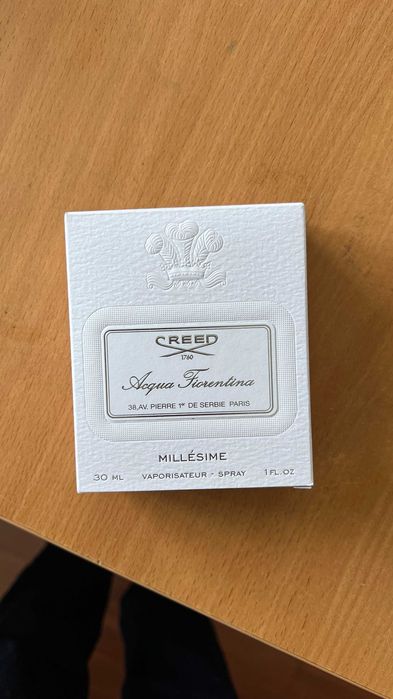 CREED
1760
Acqua Fiorentina
38, AV. PIERRE 1er DE SERBIE PARIS
MILLÉSIME
30 ML VAPORISATEUR - SPRAY 1 FL. OZ